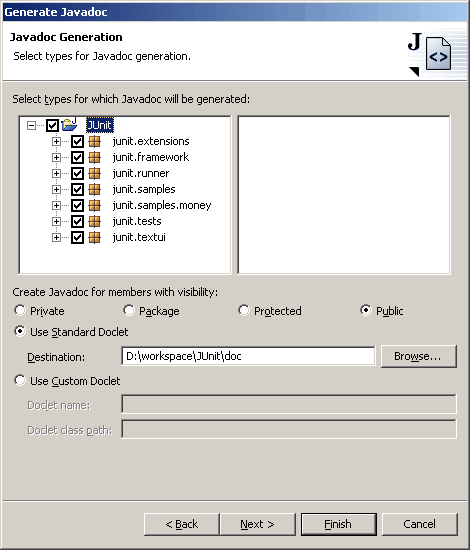 Generate Javadoc
Javadoc Generation
Select types for Javadoc generation.
J
<>
Select types for which Javadoc will be generated:
JUnit
junit.extensions
junit.framework
junit.runner
junit.samples
junit.samples.money
junit.tests
junit.textui
Create Javadoc for members with visibility:
Private Package Protected Public
Use Standard Doclet
Destination: D:\workspace\JUnit\doc Browse...
Use Custom Doclet
Doclet name:
Doclet class path:
< Back Next > Finish Cancel